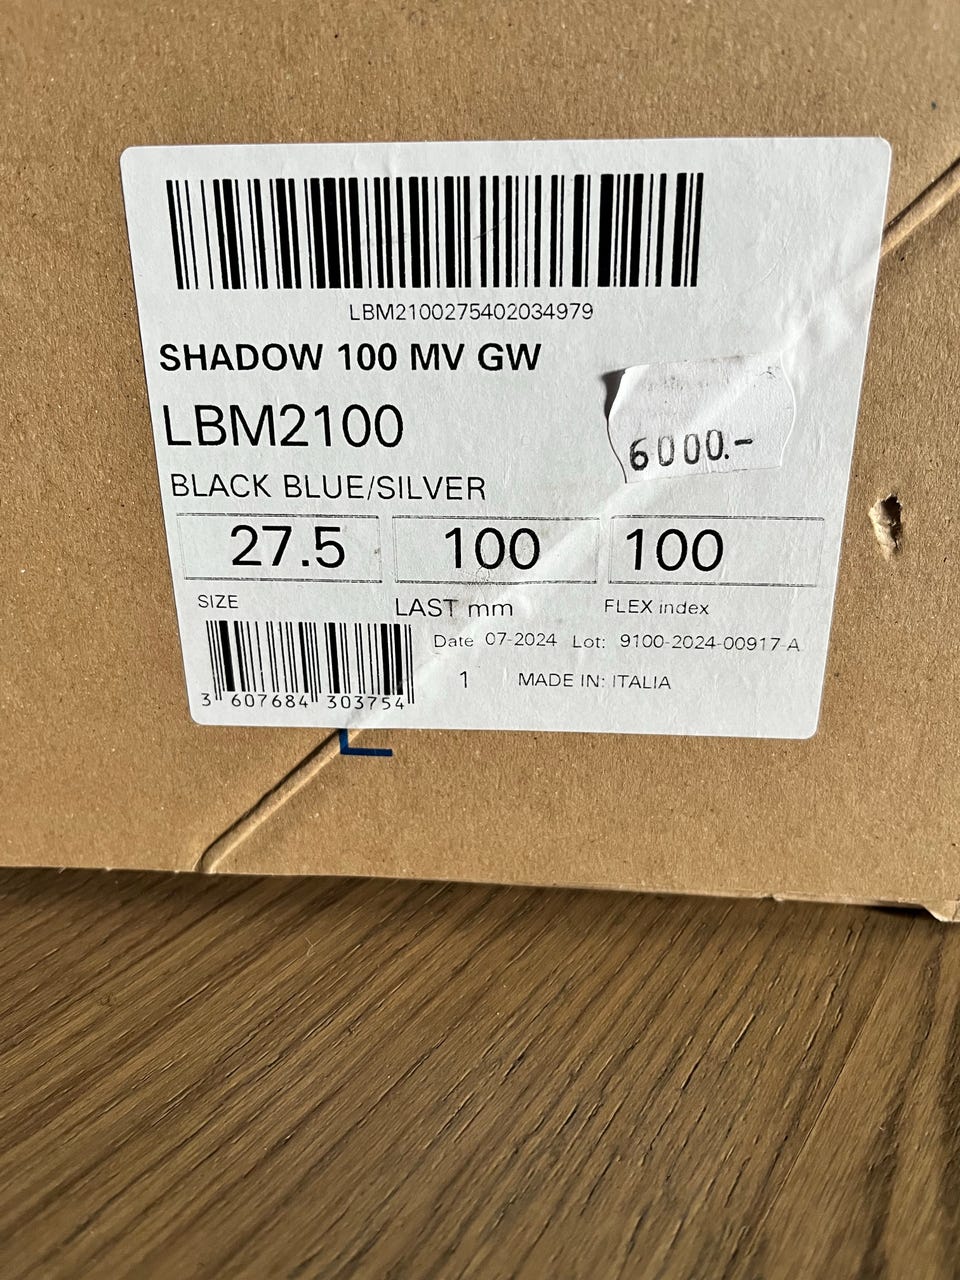 LBM2100275402034979
SHADOW 100 MV GW
LBM2100
6000.-
BLACK BLUE/SILVER
27.5 100 100
SIZE LAST mm FLEX index
Date 07-2024 Lot: 9100-2024-00917-A
1 MADE IN: ITALIA
3 607684 303754